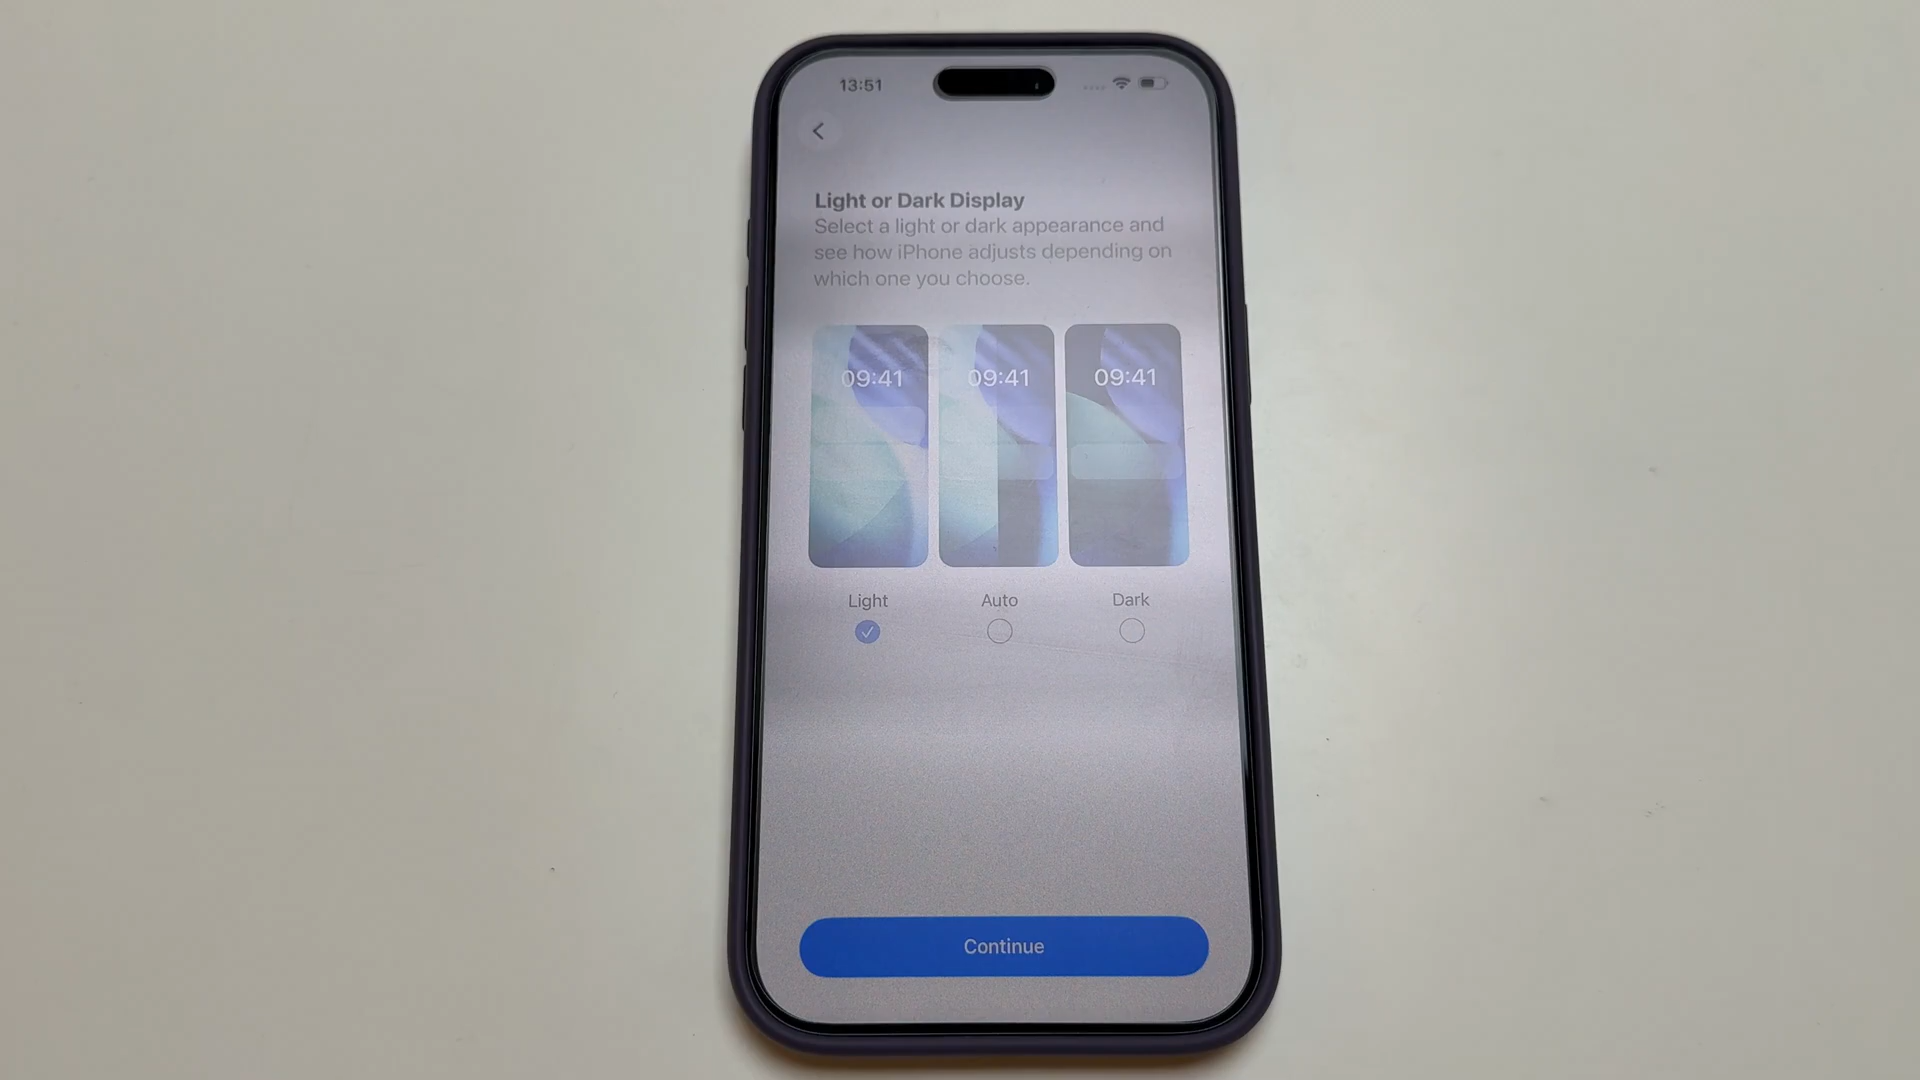 13:51
Light or Dark Display
Select a light or dark appearance and
see how iPhone adjusts depending on
which one you choose.
09:41 09:41 09:41
Light Auto Dark
Continue